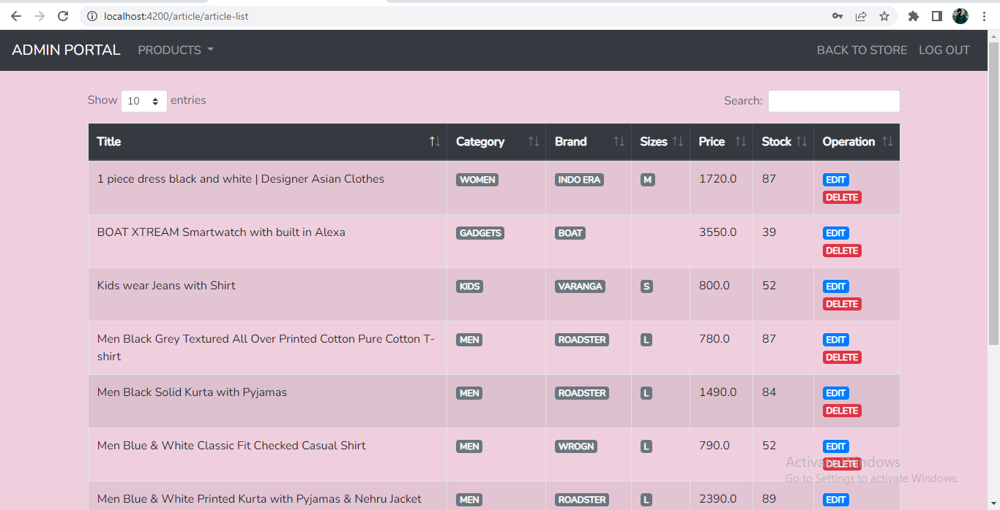 localhost:4200/article/article-list
ADMIN PORTAL PRODUCTS BACK TO STORE LOG OUT
Show 10 entries Search:
Title Category Brand Sizes Price Stock Operation
1 piece dress black and white | Designer Asian Clothes WOMEN INDO ERA M 1720.0 87 EDIT
DELETE
BOAT XTREAM Smartwatch with built in Alexa GADGETS BOAT 3550.0 39 EDIT
DELETE
Kids wear Jeans with Shirt KIDS VARANGA S 800.0 52 EDIT
DELETE
Men Black Grey Textured All Over Printed Cotton Pure Cotton T- MEN ROADSTER L 780.0 87 EDIT
shirt DELETE
Men Black Solid Kurta with Pyjamas MEN ROADSTER L 1490.0 84 EDIT
DELETE
Men Blue & White Classic Fit Checked Casual Shirt MEN WROGN L 790.0 52 EDIT
DELETE
Activate Windows
Go to Settings to activate Windows.
Men Blue & White Printed Kurta with Pyjamas & Nehru Jacket MEN ROADSTER L 2390.0 89 EDIT